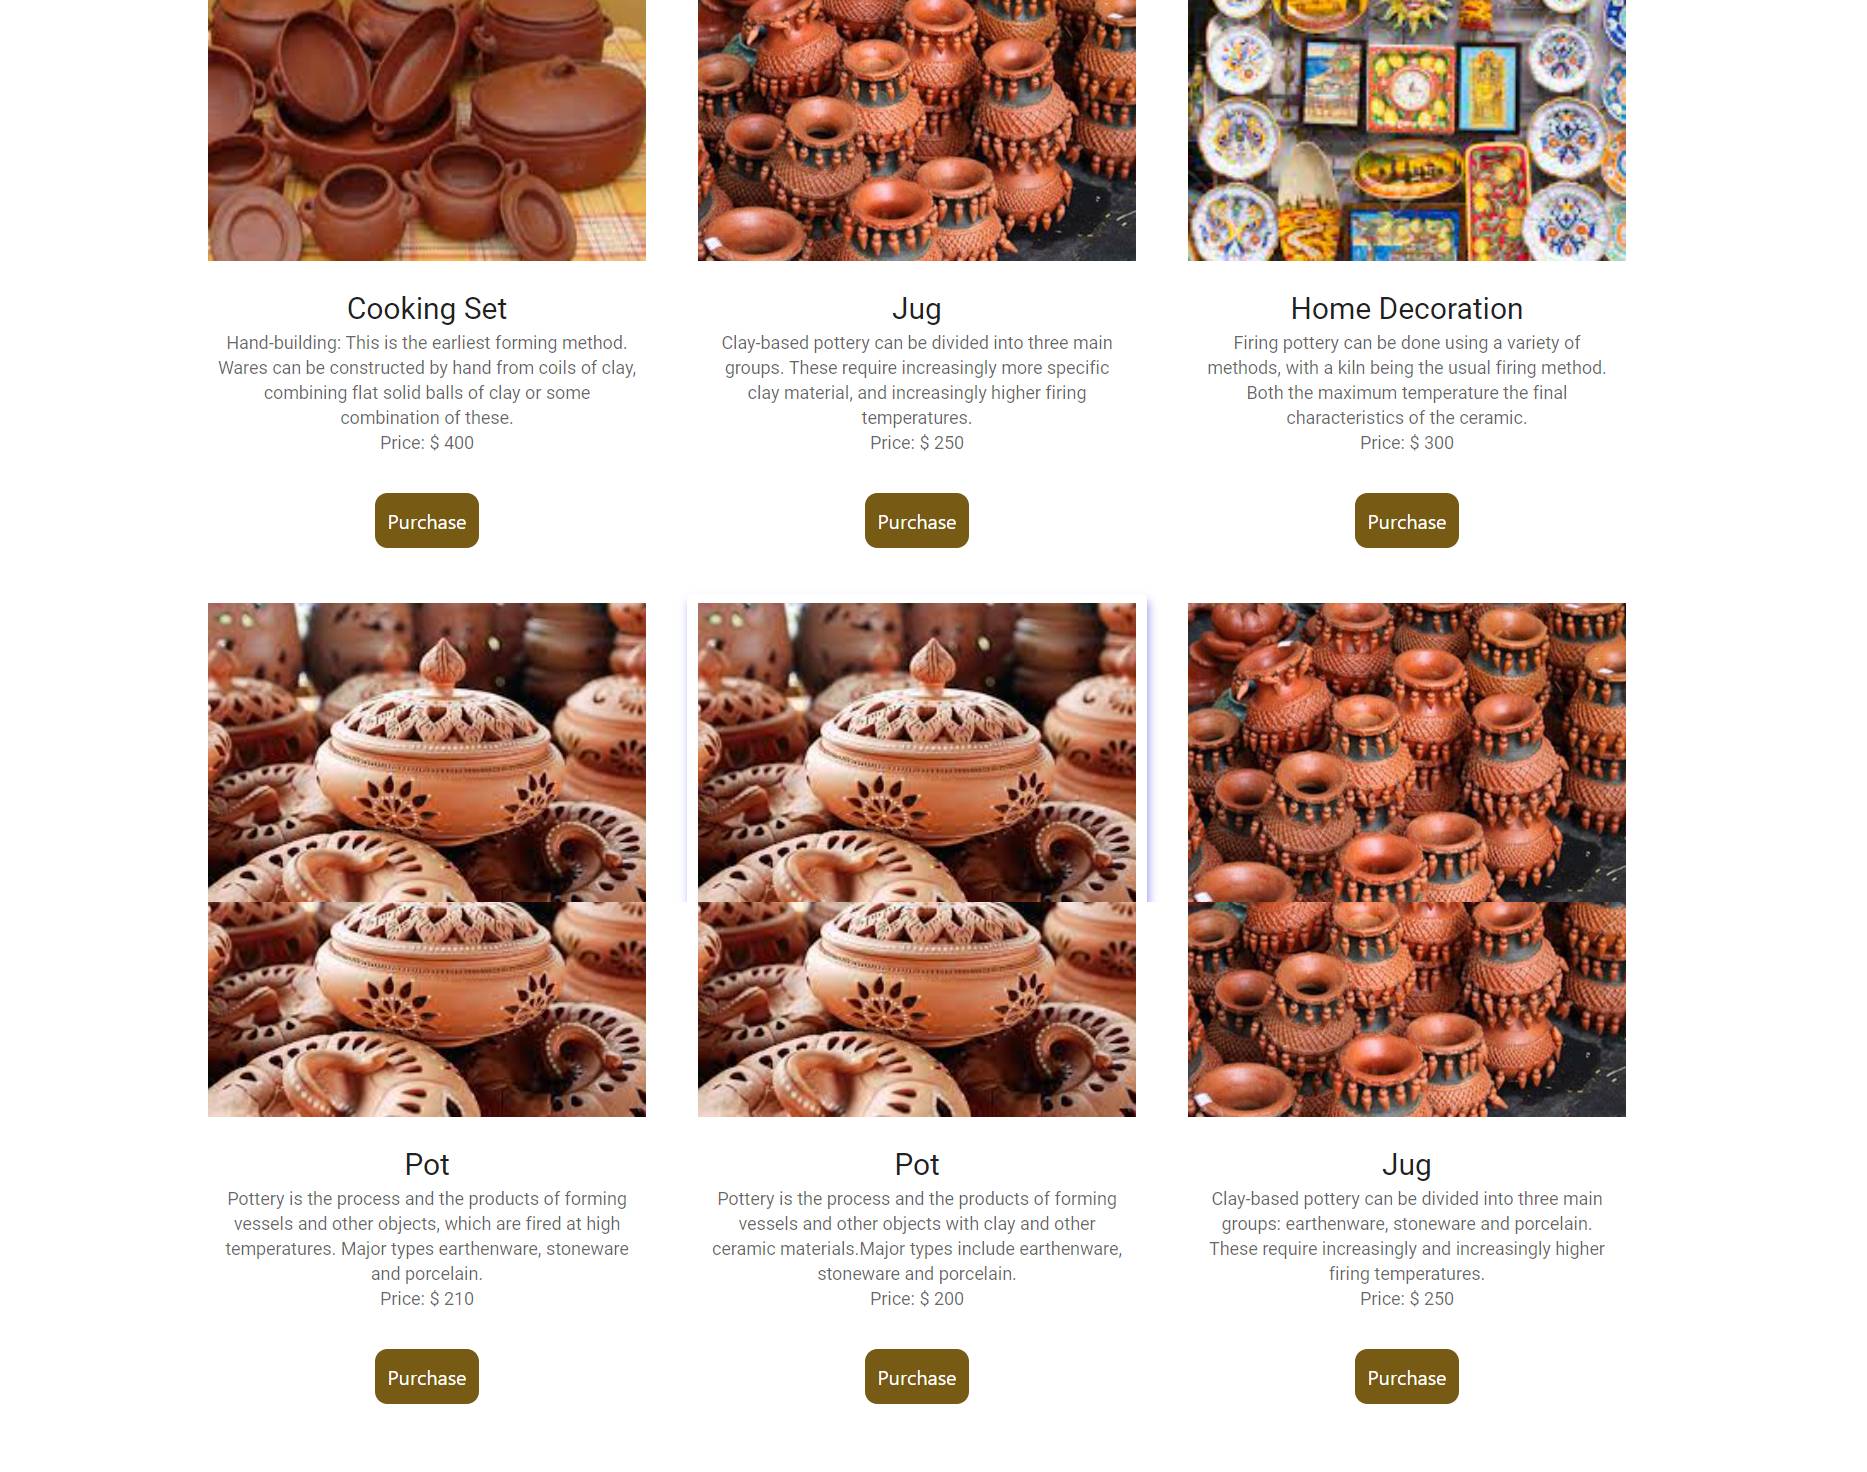 Cooking Set
Hand-building: This is the earliest forming method.
Wares can be constructed by hand from coils of clay,
combining flat solid balls of clay or some
combination of these.
Price: $ 400
Purchase
Jug
Clay-based pottery can be divided into three main
groups. These require increasingly more specific
clay material, and increasingly higher firing
temperatures.
Price: $ 250
Purchase
Home Decoration
Firing pottery can be done using a variety of
methods, with a kiln being the usual firing method.
Both the maximum temperature the final
characteristics of the ceramic.
Price: $ 300
Purchase
Pot
Pottery is the process and the products of forming
vessels and other objects, which are fired at high
temperatures. Major types earthenware, stoneware
and porcelain.
Price: $ 210
Purchase
Pot
Pottery is the process and the products of forming
vessels and other objects with clay and other
ceramic materials.Major types include earthenware,
stoneware and porcelain.
Price: $ 200
Purchase
Jug
Clay-based pottery can be divided into three main
groups: earthenware, stoneware and porcelain.
These require increasingly and increasingly higher
firing temperatures.
Price: $ 250
Purchase